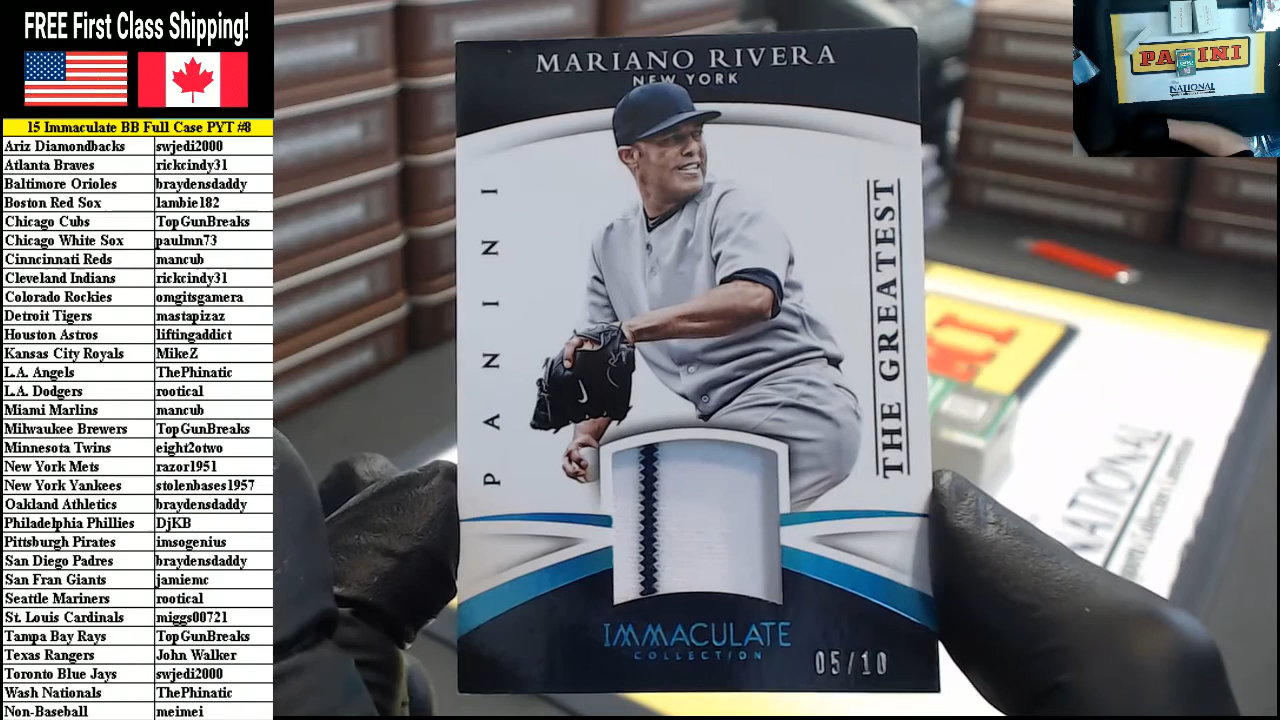 FREE First Class Shipping!
15 Immaculate BB Full Case PYT #8
Ariz Diamondbacks swjedi2000
Atlanta Braves rickcindy31
Baltimore Orioles braydensdaddy
Boston Red Sox lambie182
Chicago Cubs TopGunBreaks
Chicago White Sox paulmn73
Cinncinnati Reds mancub
Cleveland Indians rickcindy31
Colorado Rockies omgitsgamera
Detroit Tigers mastapizaz
Houston Astros liftingaddict
Kansas City Royals MikeZ
L.A. Angels ThePhinatic
L.A. Dodgers rootical
Miami Marlins mancub
Milwaukee Brewers TopGunBreaks
Minnesota Twins eight2otwo
New York Mets razor1951
New York Yankees stolenbases1957
Oakland Athletics braydensdaddy
Philadelphia Phillies DjKB
Pittsburgh Pirates imsogenius
San Diego Padres braydensdaddy
San Fran Giants jamiemc
Seattle Mariners rootical
St. Louis Cardinals miggs00721
Tampa Bay Rays TopGunBreaks
Texas Rangers John Walker
Toronto Blue Jays swjedi2000
Wash Nationals ThePhinatic
Non-Baseball meimei
MARIANO RIVERA
NEW YORK
PANINI
THE GREATEST
IMMACULATE
COLLECTION
05/10
PANINI
NATIONAL
NATIONAL